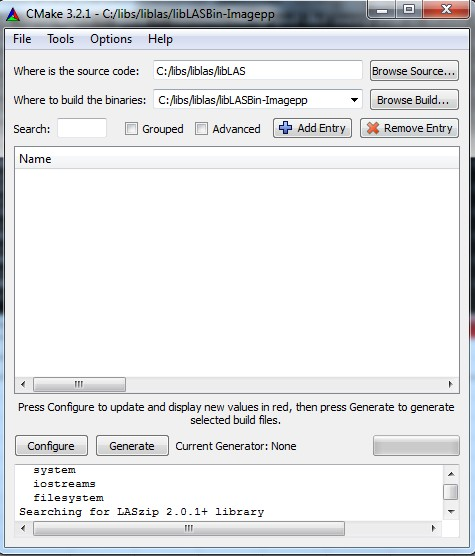 CMake 3.2.1 - C:/libs/liblas/libLASBin-Imagepp
File Tools Options Help
Where is the source code: C:/libs/liblas/libLAS Browse Source...
Where to build the binaries: C:/libs/liblas/libLASBin-Imagepp Browse Build...
Search: Grouped Advanced Add Entry Remove Entry
Name
Press Configure to update and display new values in red, then press Generate to generate
selected build files.
Configure Generate Current Generator: None
system
iostreams
filesystem
Searching for LASzip 2.0.1+ library